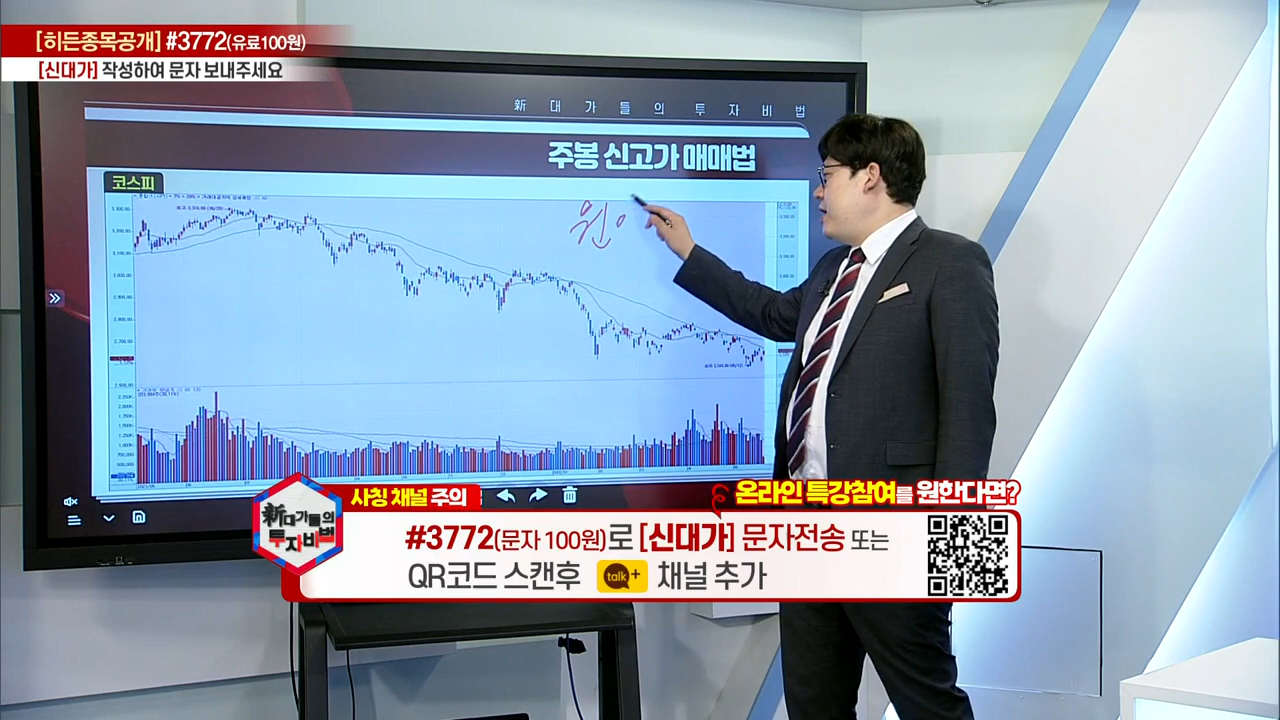 [히든종목공개] #3772(유료100원)
[신대가] 작성하여 문자 보내주세요
新 대 가 들 의 투 자 비 법
주봉 신고가 매매법
코스피
원
사칭 채널 주의
온라인 특강참여를 원한다면?
新대가들의
투자비법
#3772(문자 100원)로 [신대가] 문자전송 또는
QR코드 스캔후 talk+ 채널 추가